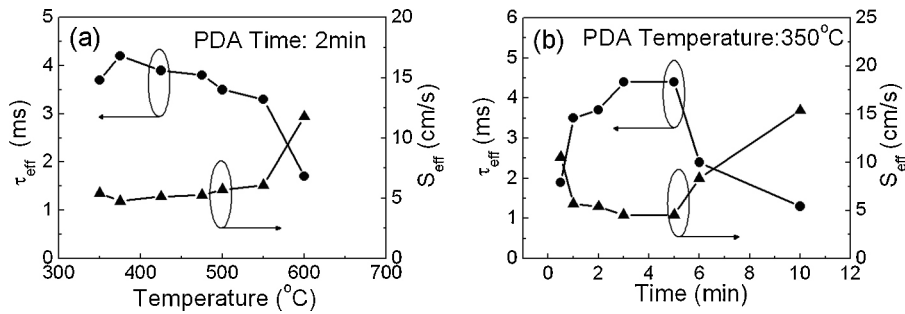 (a) PDA Time: 2min
5
4
3
2
1
0
τeff (ms)
20
15
10
5
0
Seff (cm/s)
300 400 500 600 700
Temperature (°C)
(b) PDA Temperature:350°C
6
5
4
3
2
1
0
τeff (ms)
25
20
15
10
5
0
Seff (cm/s)
0 2 4 6 8 10 12
Time (min)